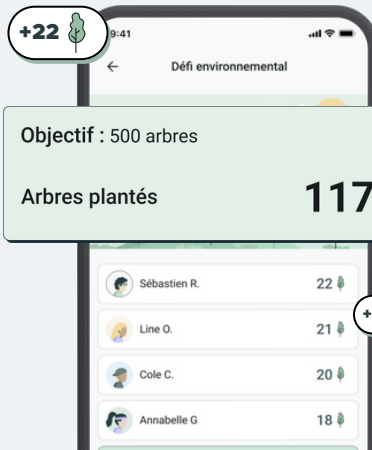 +22
9:41
Défi environnemental
Objectif : 500 arbres
Arbres plantés 117
Sébastien R. 22
Line O. 21
Cole C. 20
Annabelle G 18
+